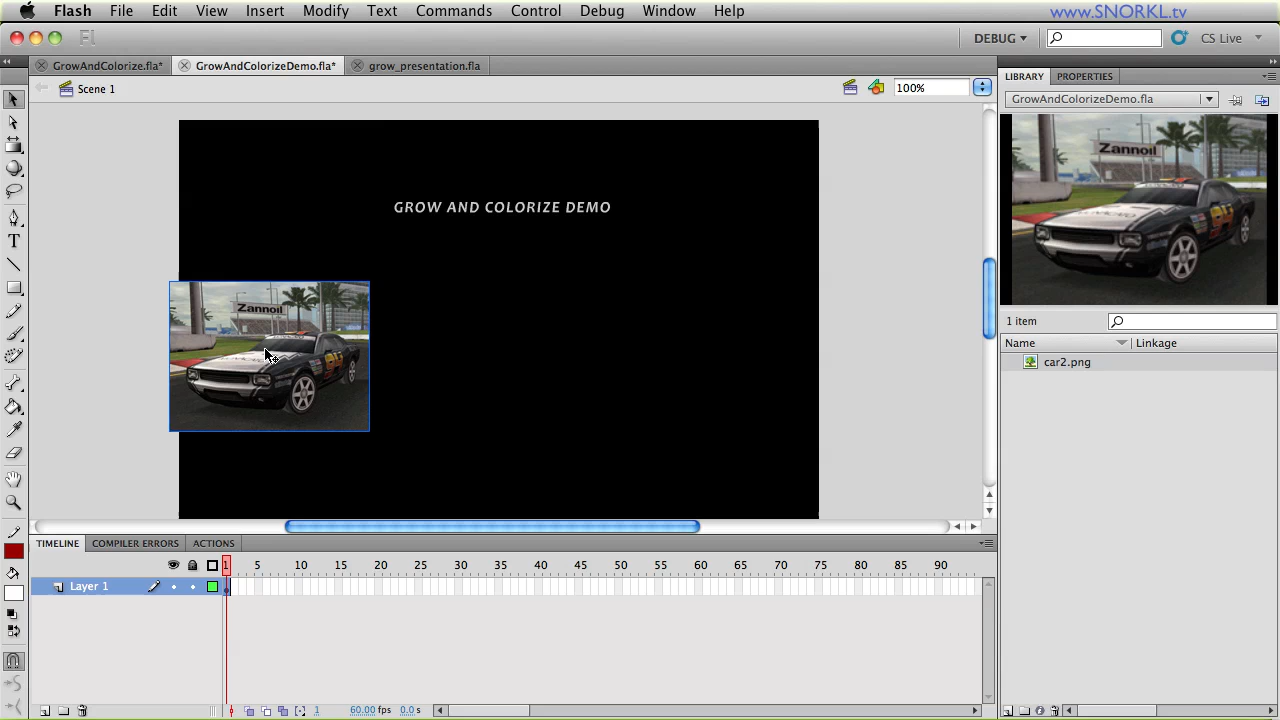 Flash File Edit View Insert Modify Text Commands Control Debug Window Help
www.SNORKL.tv
Fl
DEBUG
CS Live
GrowAndColorize.fla*
GrowAndColorizeDemo.fla*
grow_presentation.fla
LIBRARY
PROPERTIES
Scene 1
100%
GrowAndColorizeDemo.fla
Zannoil
GROW AND COLORIZE DEMO
Zannoil
1 item
Name
Linkage
car2.png
T
TIMELINE
COMPILER ERRORS
ACTIONS
1 5 10 15 20 25 30 35 40 45 50 55 60 65 70 75 80 85 90
Layer 1
1 60.00 fps 0.0 s